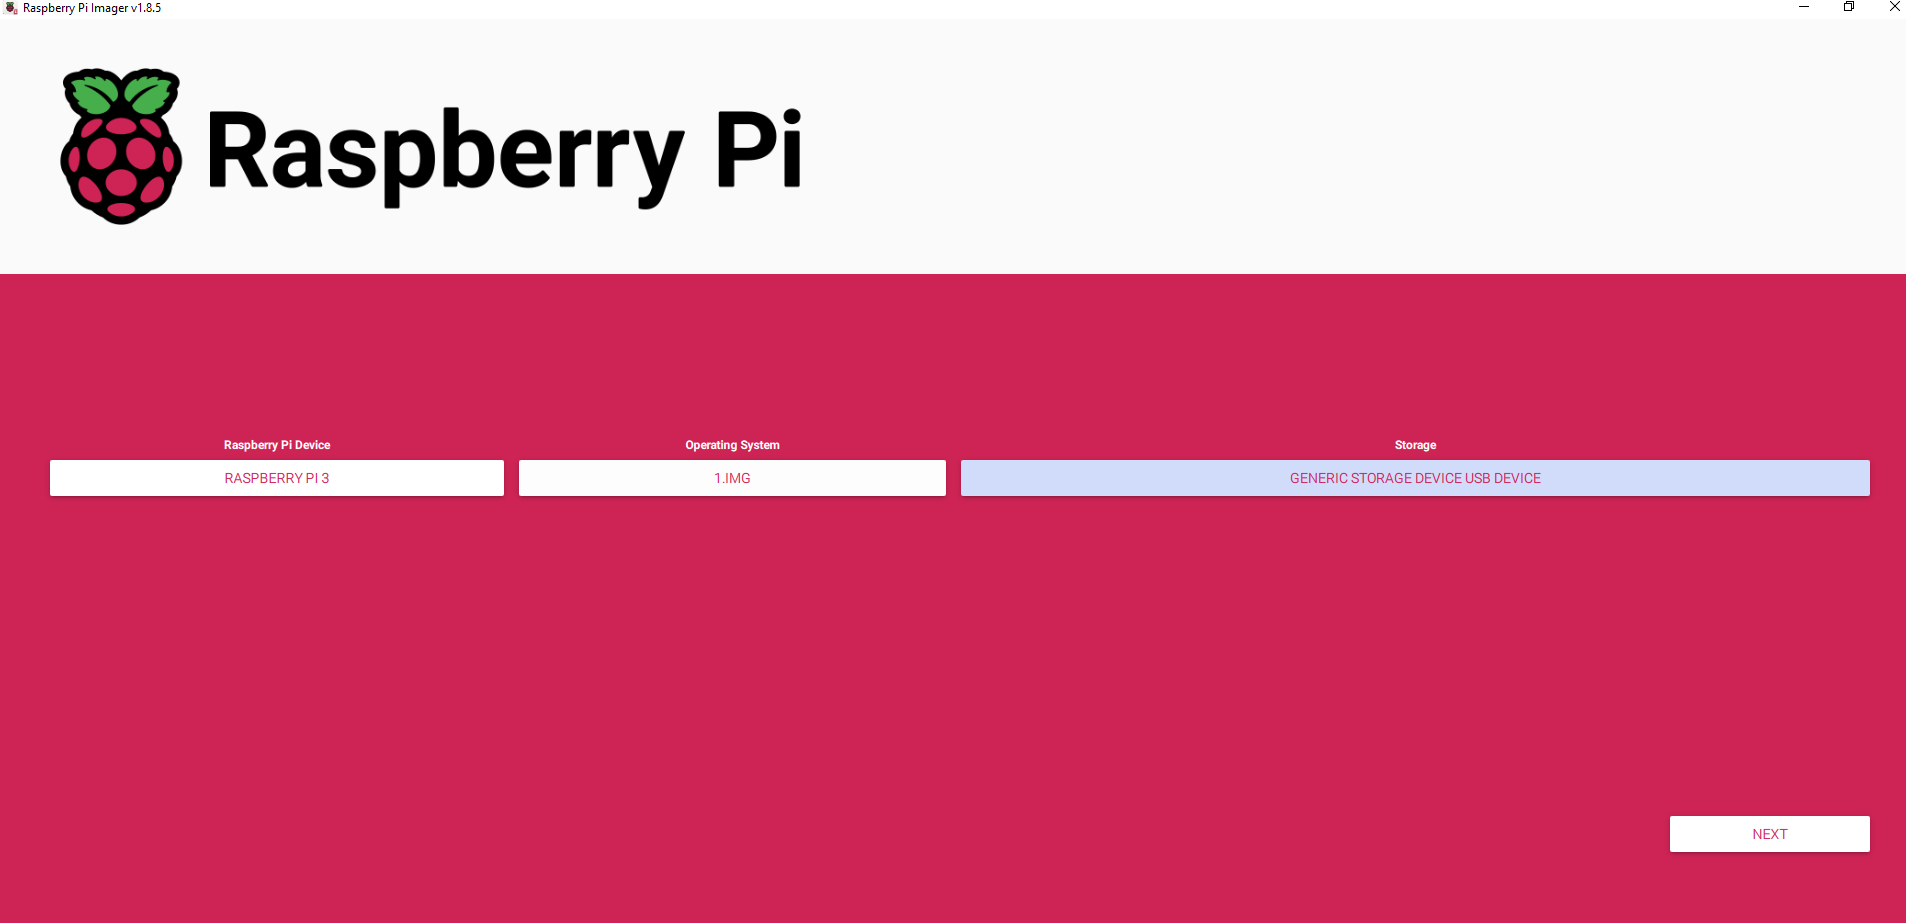 Raspberry Pi Imager v1.8.5
Raspberry Pi
Raspberry Pi Device
Operating System
Storage
RASPBERRY PI 3
1.IMG
GENERIC STORAGE DEVICE USB DEVICE
NEXT